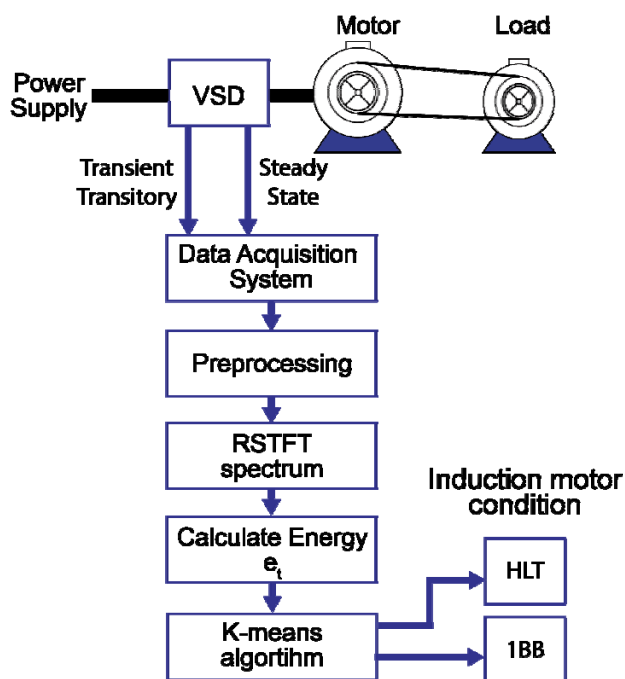 Motor
Load
Power
Supply
VSD
Transient
Transitory
Steady
State
Data Acquisition
System
Preprocessing
RSTFT
spectrum
Induction motor
condition
Calculate Energy
eₜ
HLT
K-means
algortihm
1BB